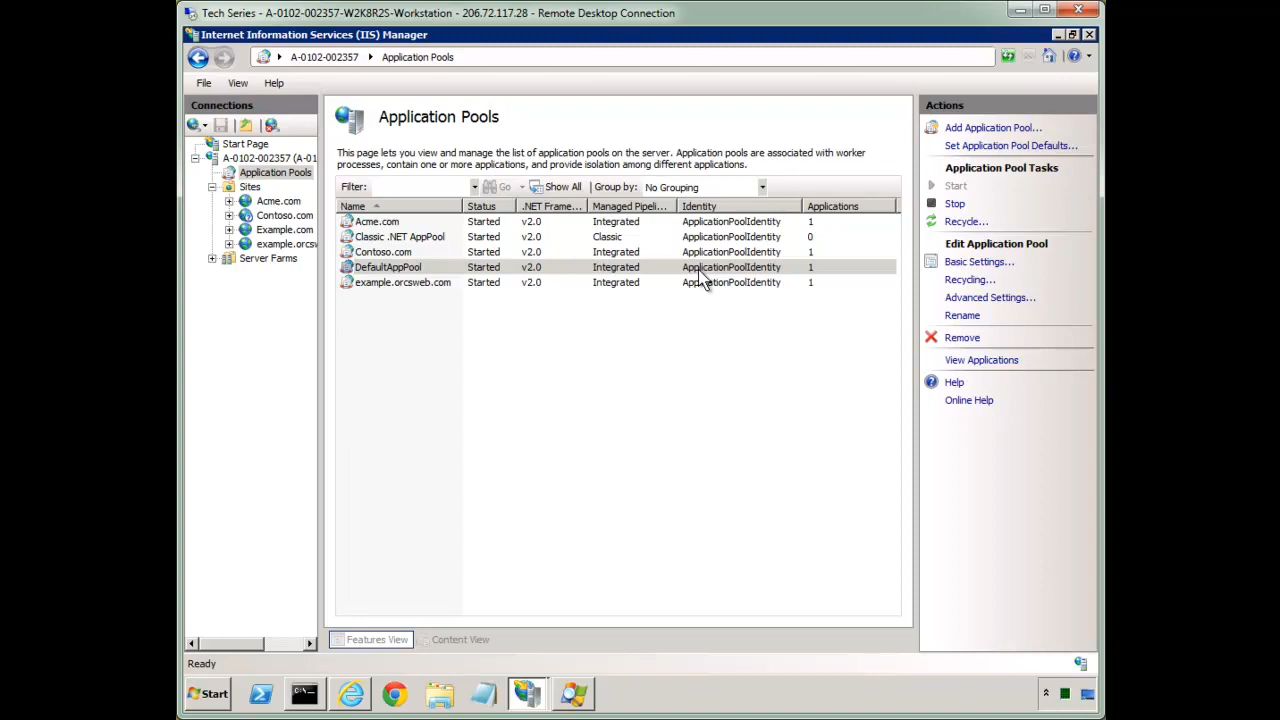 Tech Series - A-0102-002357-W2K8R2S-Workstation - 206.72.117.28 - Remote Desktop Connection
Internet Information Services (IIS) Manager
A-0102-002357 Application Pools
File View Help
Connections
Start Page
A-0102-002357 (A-01
Application Pools
Sites
Acme.com
Contoso.com
Example.com
example.orcsw
Server Farms
Application Pools
This page lets you view and manage the list of application pools on the server. Application pools are associated with worker
processes, contain one or more applications, and provide isolation among different applications.
Filter: Go Show All Group by: No Grouping
Name Status .NET Frame... Managed Pipeli... Identity Applications
Acme.com Started v2.0 Integrated ApplicationPoolIdentity 1
Classic .NET AppPool Started v2.0 Classic ApplicationPoolIdentity 0
Contoso.com Started v2.0 Integrated ApplicationPoolIdentity 1
DefaultAppPool Started v2.0 Integrated ApplicationPoolIdentity 1
example.orcsweb.com Started v2.0 Integrated ApplicationPoolIdentity 1
Features View Content View
Actions
Add Application Pool...
Set Application Pool Defaults...
Application Pool Tasks
Start
Stop
Recycle...
Edit Application Pool
Basic Settings...
Recycling...
Advanced Settings...
Rename
Remove
View Applications
Help
Online Help
Ready
Start